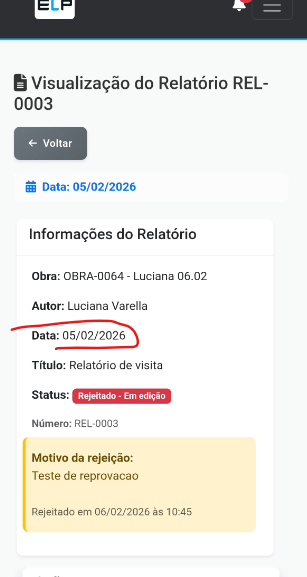 ELP
Visualização do Relatório REL-
0003
← Voltar
Data: 05/02/2026
Informações do Relatório
Obra: OBRA-0064 - Luciana 06.02
Autor: Luciana Varella
Data: 05/02/2026
Título: Relatório de visita
Status: Rejeitado - Em edição
Número: REL-0003
Motivo da rejeição:
Teste de reprovacao
Rejeitado em 06/02/2026 às 10:45